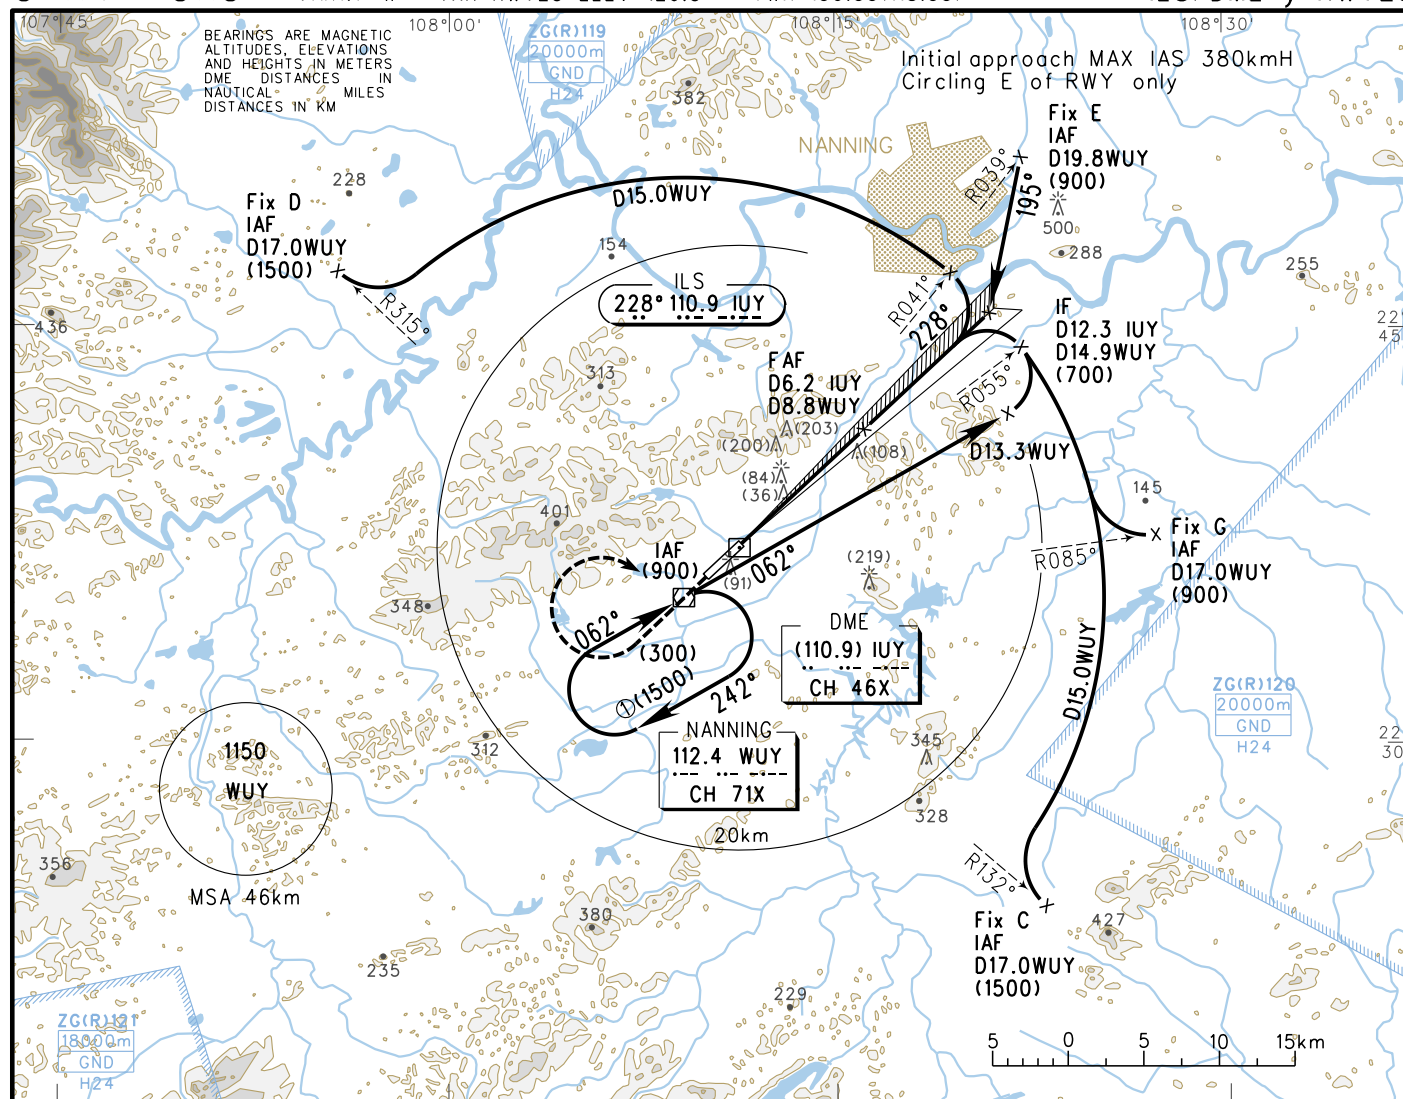 107°45'
108°00'
108°15'
108°30'
BEARINGS ARE MAGNETIC
ALTITUDES, ELEVATIONS
AND HEIGHTS IN METERS
DME DISTANCES IN
NAUTICAL MILES
DISTANCES IN KM
ZG(R)119
20000m
GND
H24
382
Initial approach MAX IAS 380kmH
Circling E of RWY only
Fix E
IAF
D19.8WUY
(900)
500
288
255
NANNING
R039°
195°
228
Fix D
IAF
D17.0WUY
(1500)
R315°
D15.0WUY
154
ILS
228° 110.9 IUY
R041°
228°
IF
D12.3 IUY
D14.9WUY
(700)
22
45
436
400
300
200
313
FAF
D6.2 IUY
D8.8WUY
(203)
(200)
(108)
(84)
(36)
R055°
D13.3WUY
145
Fix G
IAF
D17.0WUY
(900)
R085°
401
IAF
(900)
(91)
062°
(219)
348
062°
(300)
①(1500)
242°
DME
(110.9) IUY
CH 46X
D15.0WUY
ZG(R)120
20000m
GND
H24
22
30
NANNING
112.4 WUY
CH 71X
312
345
328
1150
WUY
MSA 46km
20km
356
R132°
Fix C
IAF
D17.0WUY
(1500)
427
380
235
229
ZG(R)121
18000m
GND
H24
5 0 5 10 15km